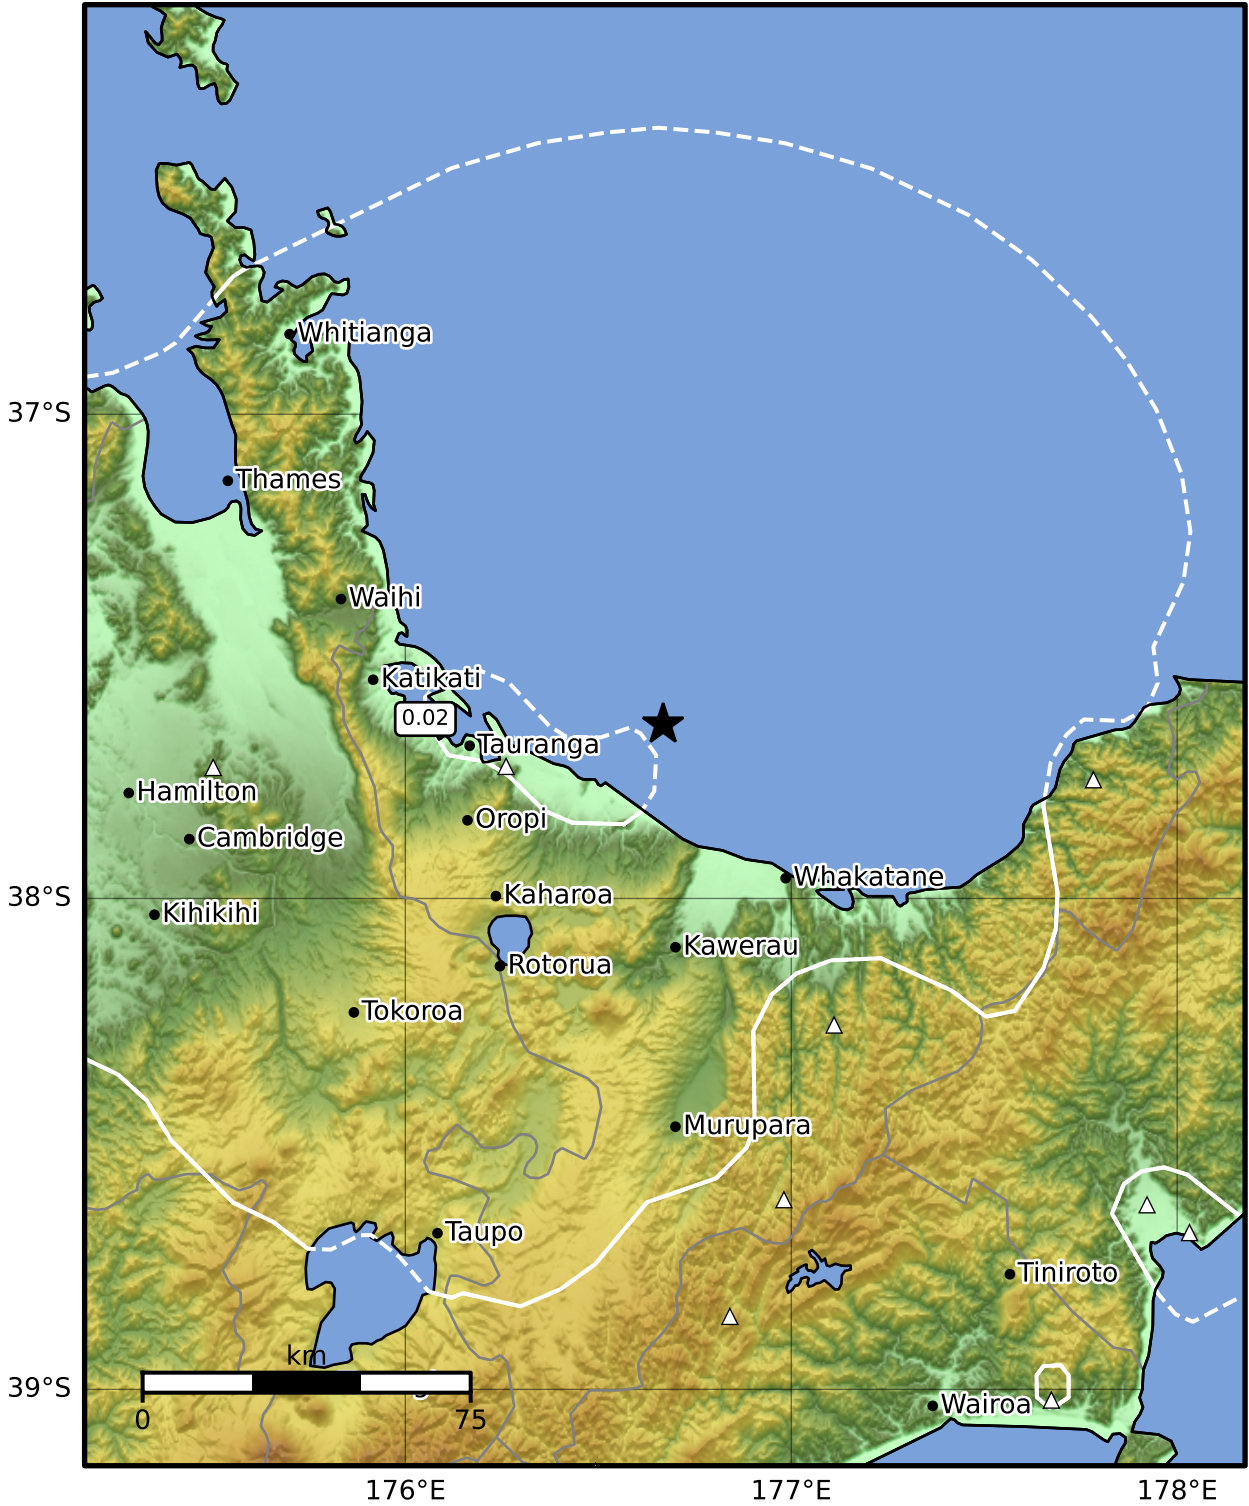 Whitianga
37°S
Thames
Waihi
Katikati
0.02
Tauranga
Hamilton
Oropi
Cambridge
Whakatane
38°S
Kaharoa
Kihikihi
Kawerau
Rotorua
Tokoroa
Murupara
Taupo
Tiniroto
km
39°S
Wairoa
0
75
176°E
177°E
178°E